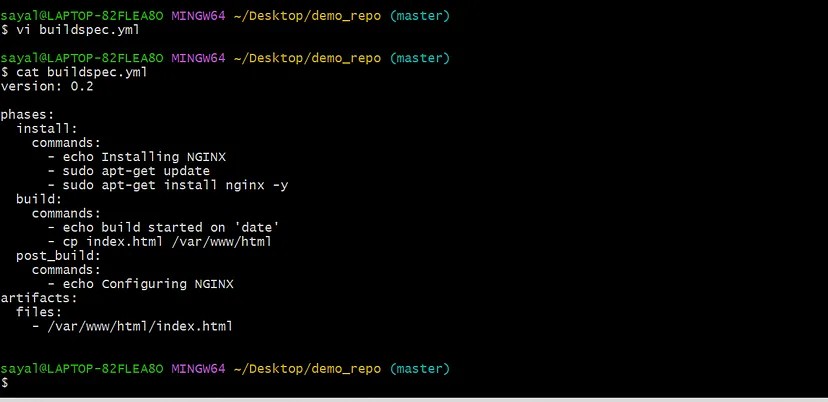 sayal@LAPTOP-82FLEA8O MINGW64 ~/Desktop/demo_repo (master)
$ vi buildspec.yml

sayal@LAPTOP-82FLEA8O MINGW64 ~/Desktop/demo_repo (master)
$ cat buildspec.yml
version: 0.2

phases:
  install:
    commands:
      - echo Installing NGINX
      - sudo apt-get update
      - sudo apt-get install nginx -y
  build:
    commands:
      - echo build started on 'date'
      - cp index.html /var/www/html
  post_build:
    commands:
      - echo Configuring NGINX
artifacts:
  files:
    - /var/www/html/index.html

sayal@LAPTOP-82FLEA8O MINGW64 ~/Desktop/demo_repo (master)
$